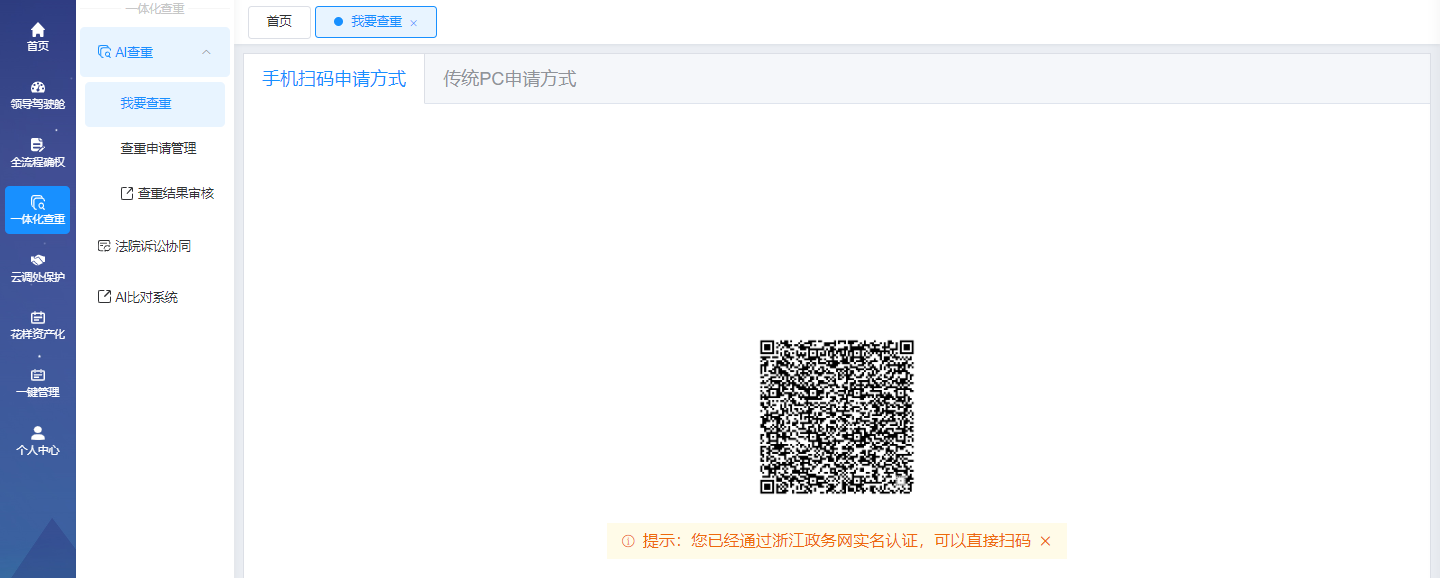 首页
领导驾驶舱
全流程确权
一体化查重
云调处保护
花样资产化
一键管理
个人中心
一体化查重
AI查重
我要查重
查重申请管理
查重结果审核
法院诉讼协同
AI比对系统
首页
我要查重
手机扫码申请方式
传统PC申请方式
提示：您已经通过浙江政务网实名认证，可以直接扫码